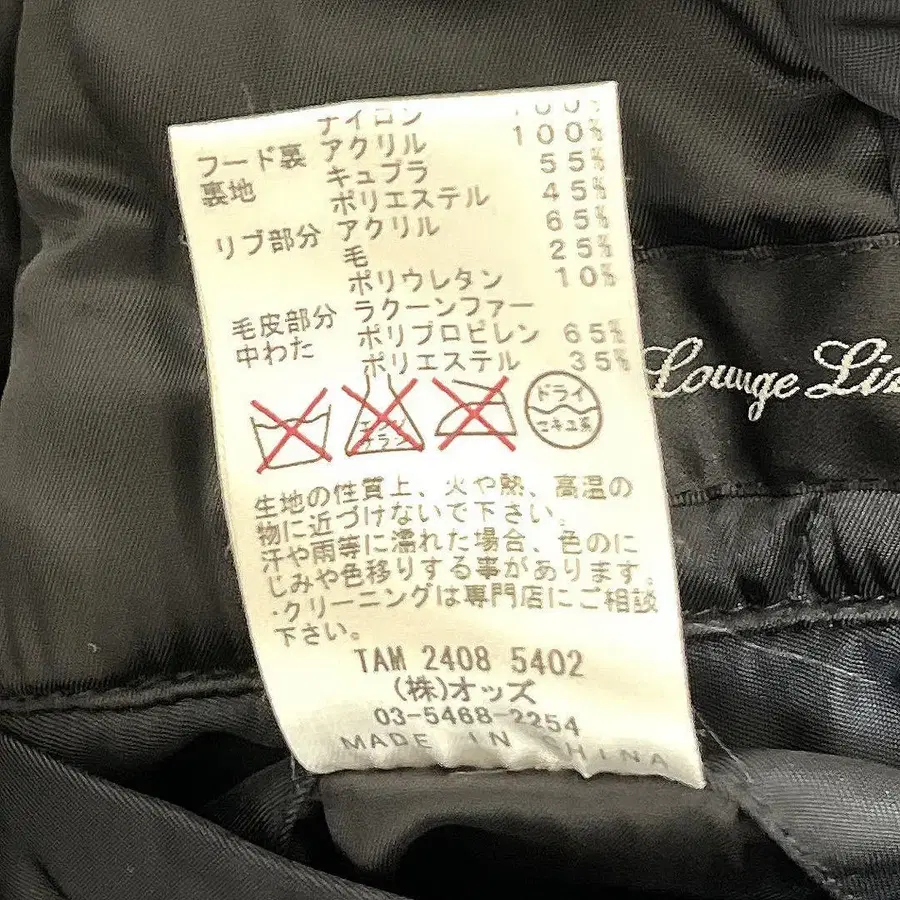 ナイロン 100%
フード裏 アクリル 100%
裏地 キュプラ 55%
ポリエステル 45%
リブ部分 アクリル 65%
毛 25%
ポリウレタン 10%
毛皮部分 ラクーンファー
中わた ポリプロピレン 65%
ポリエステル 35%
エンソ
サラシ
ドライ
セキユ系
生地の性質上、火や熱、高温の
物に近づけないで下さい。
汗や雨等に濡れた場合、色のに
じみや色移りする事があります。
・クリーニングは専門店にご相談
下さい。
TAM 2408 5402
(株)オッズ
03-5468-2254
MADE IN CHINA
Lounge